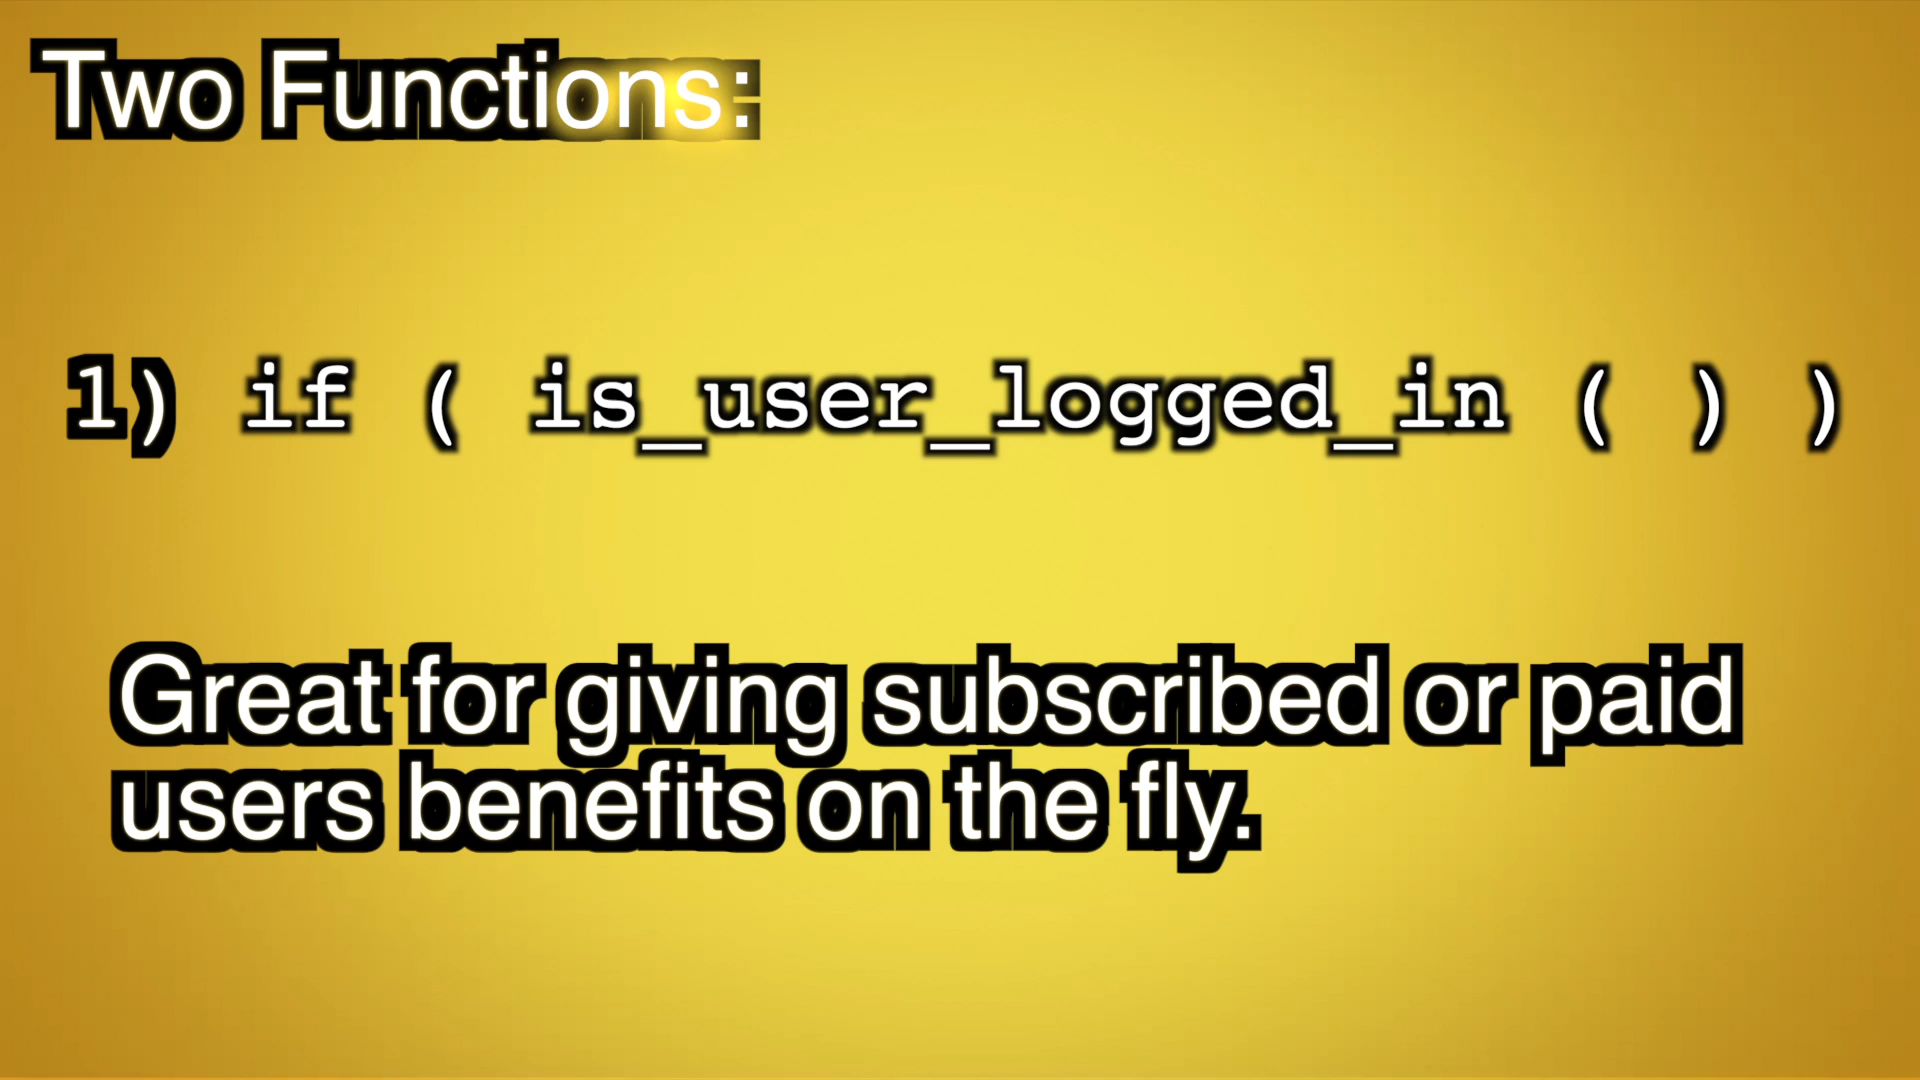 Two Functions:
1) if ( is_user_logged_in ( ) )
Great for giving subscribed or paid
users benefits on the fly.